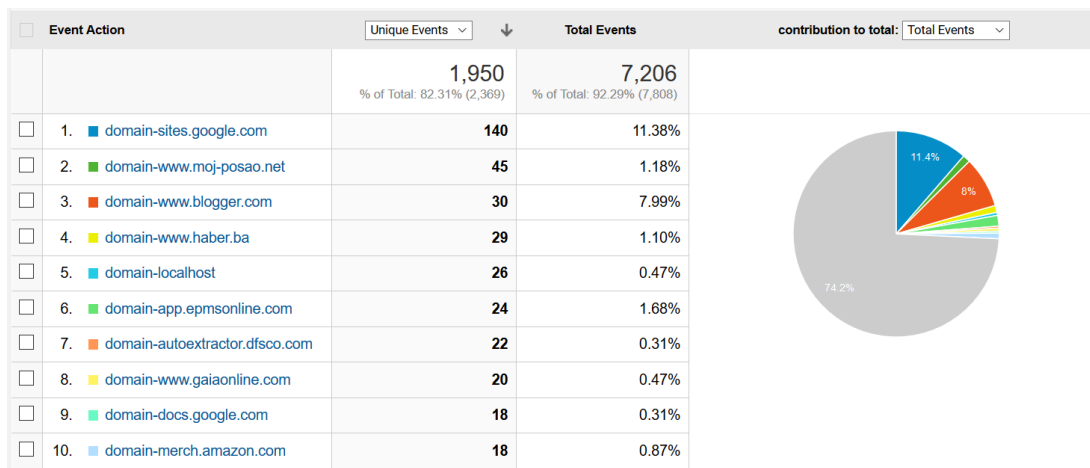 Event Action Unique Events Total Events contribution to total: Total Events
1,950 7,206
% of Total: 82.31% (2,369) % of Total: 92.29% (7,808)
1. domain-sites.google.com 140 11.38%
2. domain-www.moj-posao.net 45 1.18%
3. domain-www.blogger.com 30 7.99%
4. domain-www.haber.ba 29 1.10%
5. domain-localhost 26 0.47%
6. domain-app.epmsonline.com 24 1.68%
7. domain-autoextractor.dfsco.com 22 0.31%
8. domain-www.gaiaonline.com 20 0.47%
9. domain-docs.google.com 18 0.31%
10. domain-merch.amazon.com 18 0.87%
11.4%
8%
74.2%